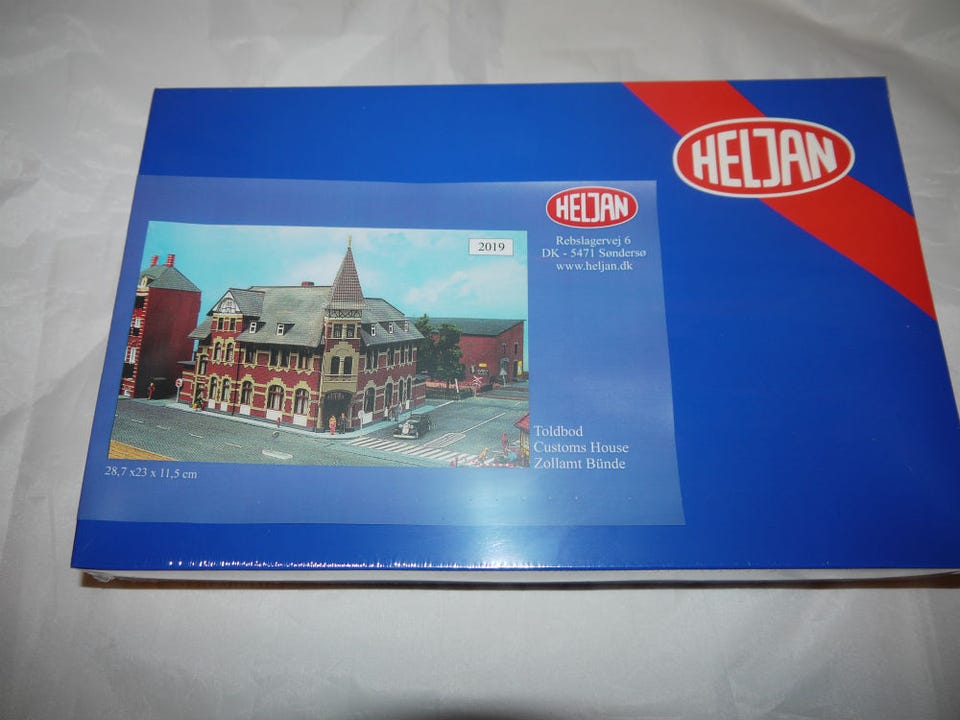 HELJAN
HELJAN
Rebslagervej 6
DK - 5471 Søndersø
www.heljan.dk
2019
Toldbod
Customs House
Zollamt Bünde
28,7 x23 x 11,5 cm